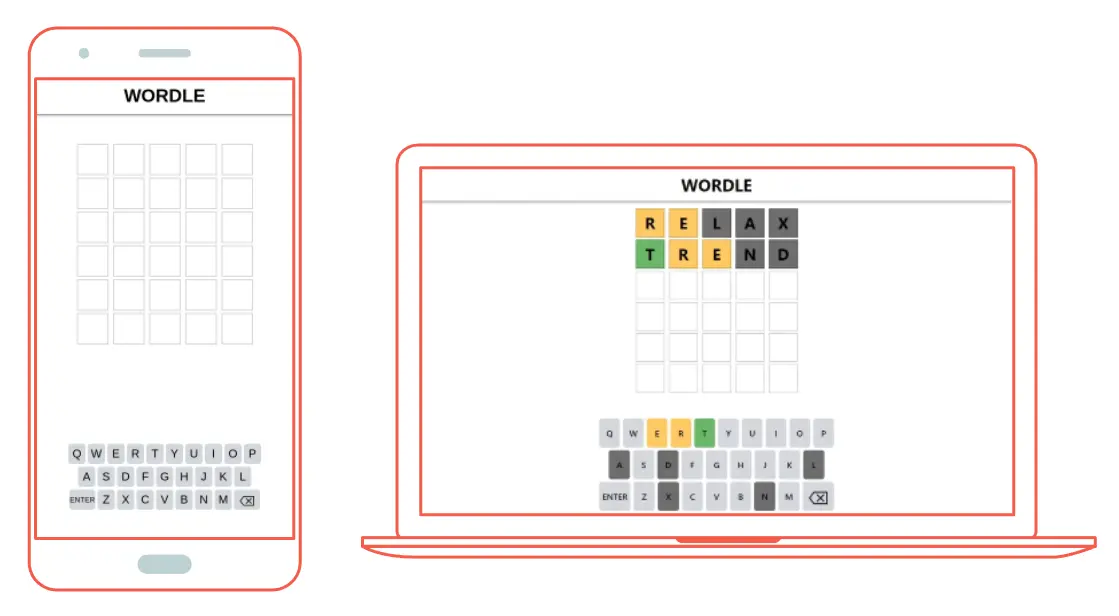 WORDLE
Q W E R T Y U I O P
A S D F G H J K L
ENTER Z X C V B N M
WORDLE
R E L A X
T R E N D
Q W E R T Y U I O P
A S D F G H J K L
ENTER Z X C V B N M